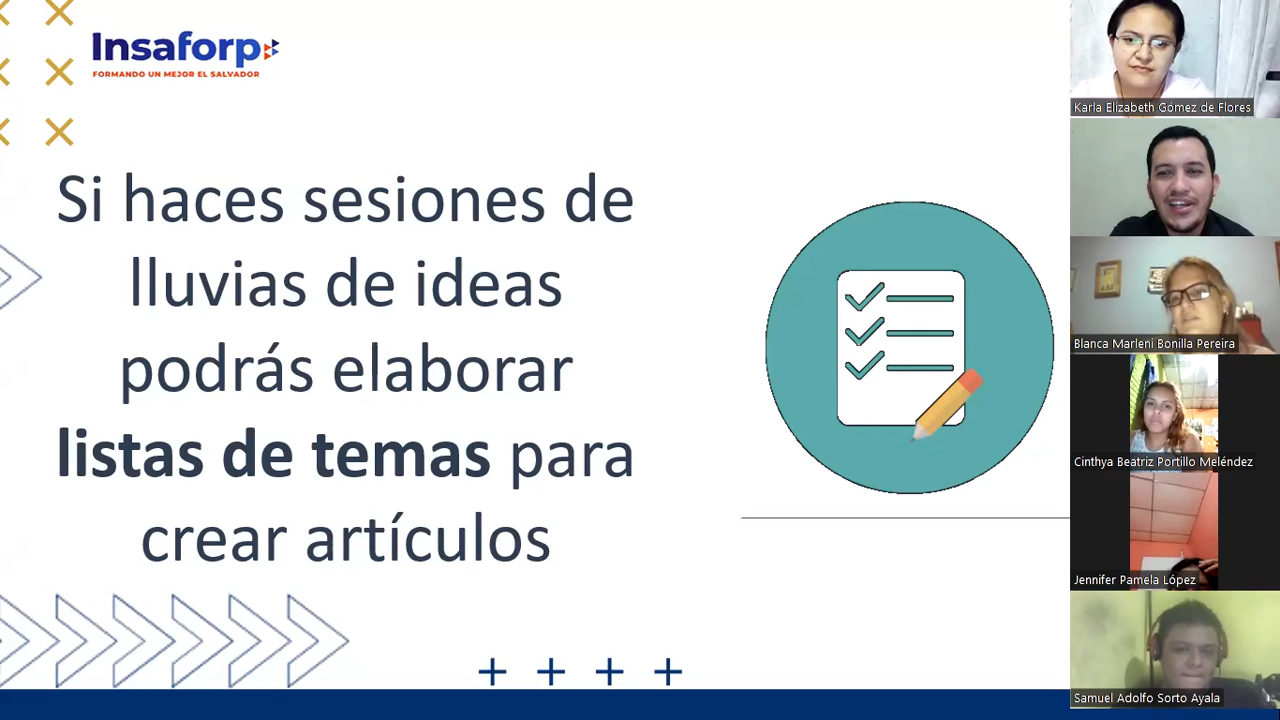 Insaforp
FORMANDO UN MEJOR EL SALVADOR
Si haces sesiones de
lluvias de ideas
podrás elaborar
listas de temas para
crear artículos
Karla Elizabeth Gómez de Flores
Blanca Marleni Bonilla Pereira
Cinthya Beatriz Portillo Meléndez
Jennifer Pamela López
Samuel Adolfo Sorto Ayala